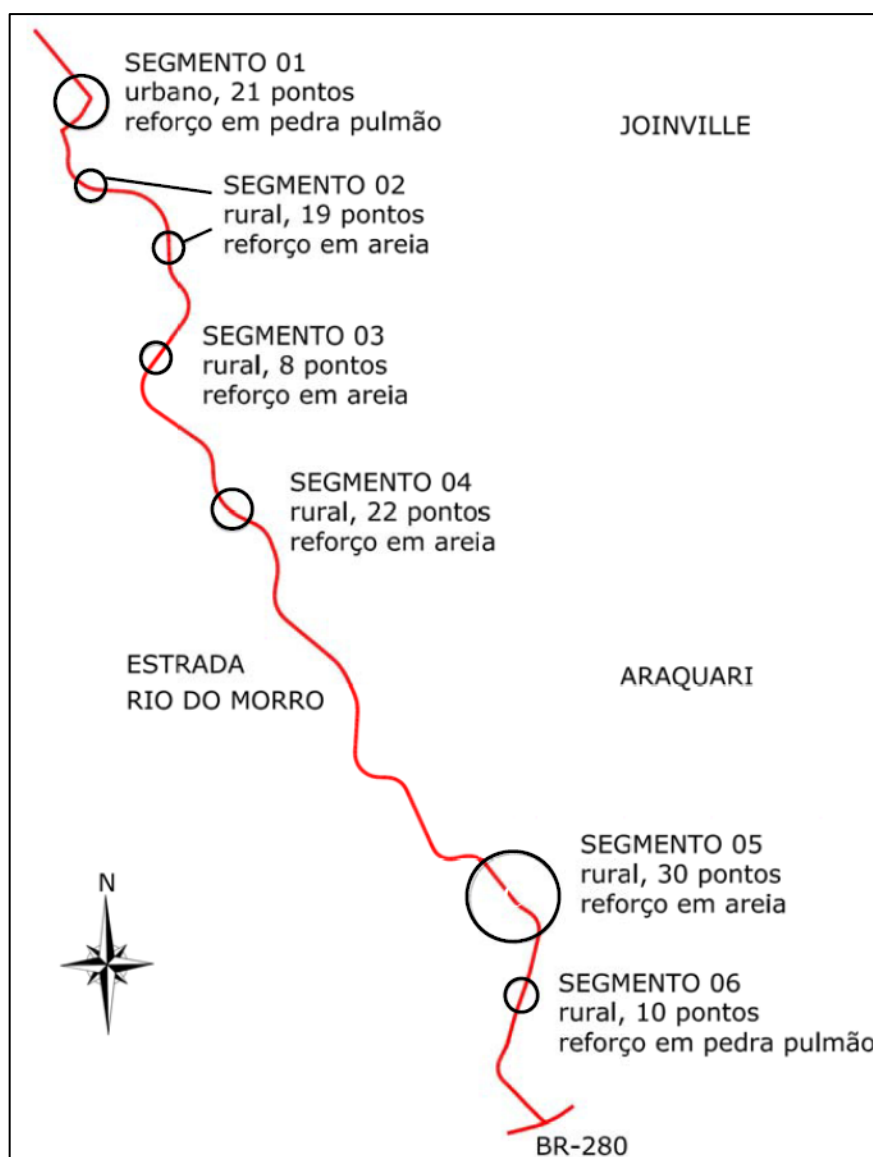 SEGMENTO 01
urbano, 21 pontos
reforço em pedra pulmão
JOINVILLE
SEGMENTO 02
rural, 19 pontos
reforço em areia
SEGMENTO 03
rural, 8 pontos
reforço em areia
SEGMENTO 04
rural, 22 pontos
reforço em areia
ESTRADA
RIO DO MORRO
ARAQUARI
SEGMENTO 05
rural, 30 pontos
reforço em areia
N
SEGMENTO 06
rural, 10 pontos
reforço em pedra pulmão
BR-280